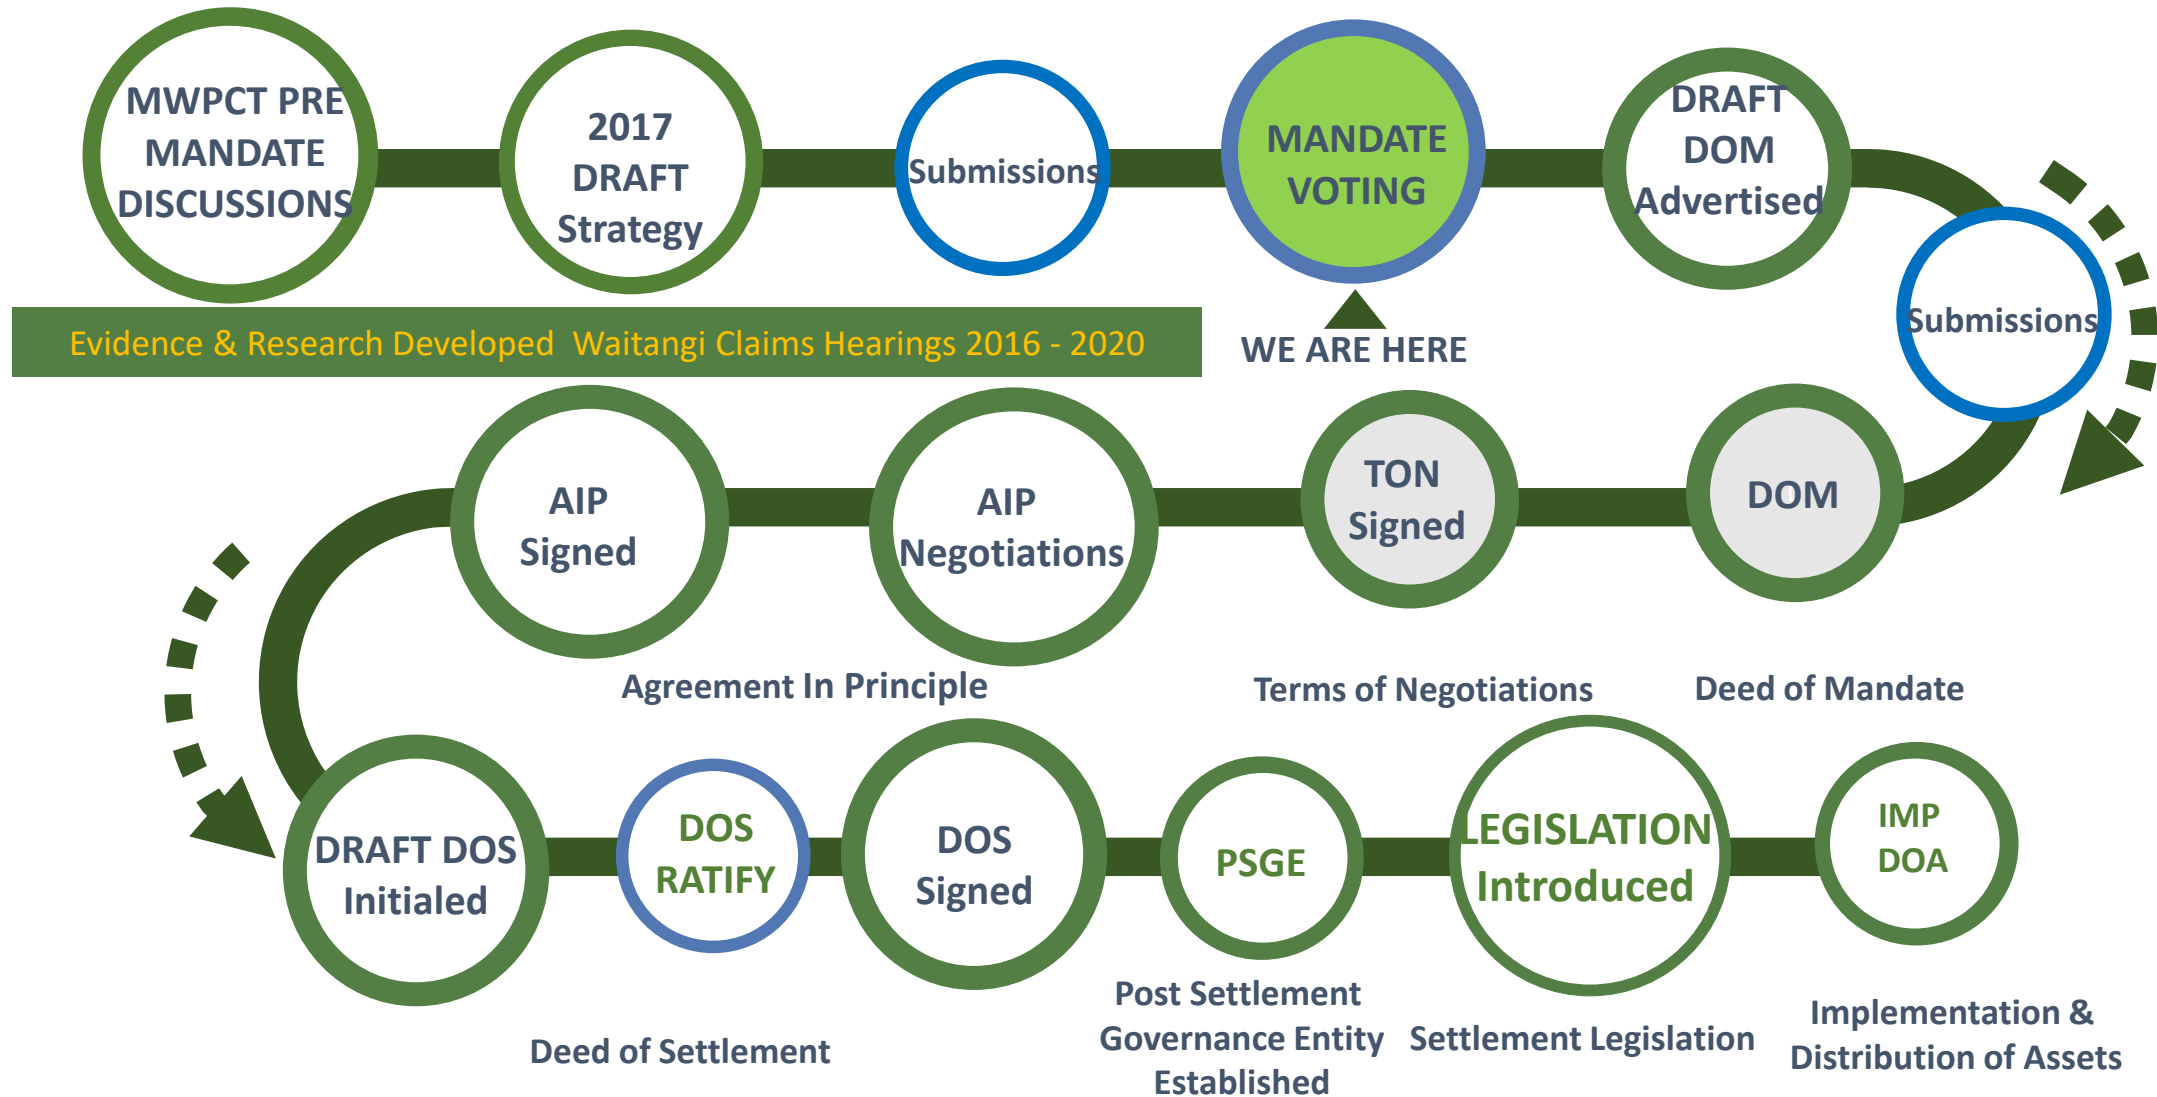 MWPCT PRE
MANDATE
DISCUSSIONS
2017
DRAFT
Strategy
Submissions
MANDATE
VOTING
DRAFT
DOM
Advertised
Submissions
Evidence & Research Developed  Waitangi Claims Hearings 2016 - 2020
WE ARE HERE
DOM
TON
Signed
AIP
Negotiations
AIP
Signed
Agreement In Principle
Terms of Negotiations
Deed of Mandate
DRAFT DOS
Initialed
DOS
RATIFY
DOS
Signed
PSGE
LEGISLATION
Introduced
IMP
DOA
Deed of Settlement
Post Settlement
Governance Entity
Established
Settlement Legislation
Implementation &
Distribution of Assets